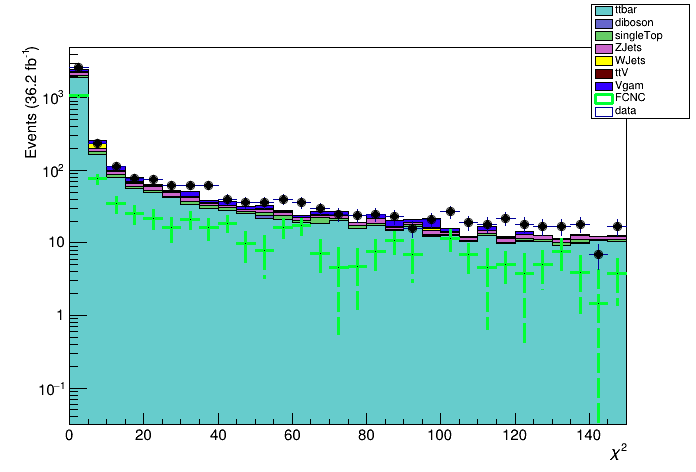 ttbar
diboson
singleTop
ZJets
WJets
ttV
Vgam
FCNC
data
Events (36.2 fb⁻¹)
10³
10²
10
1
10⁻¹
0 20 40 60 80 100 120 140
χ²